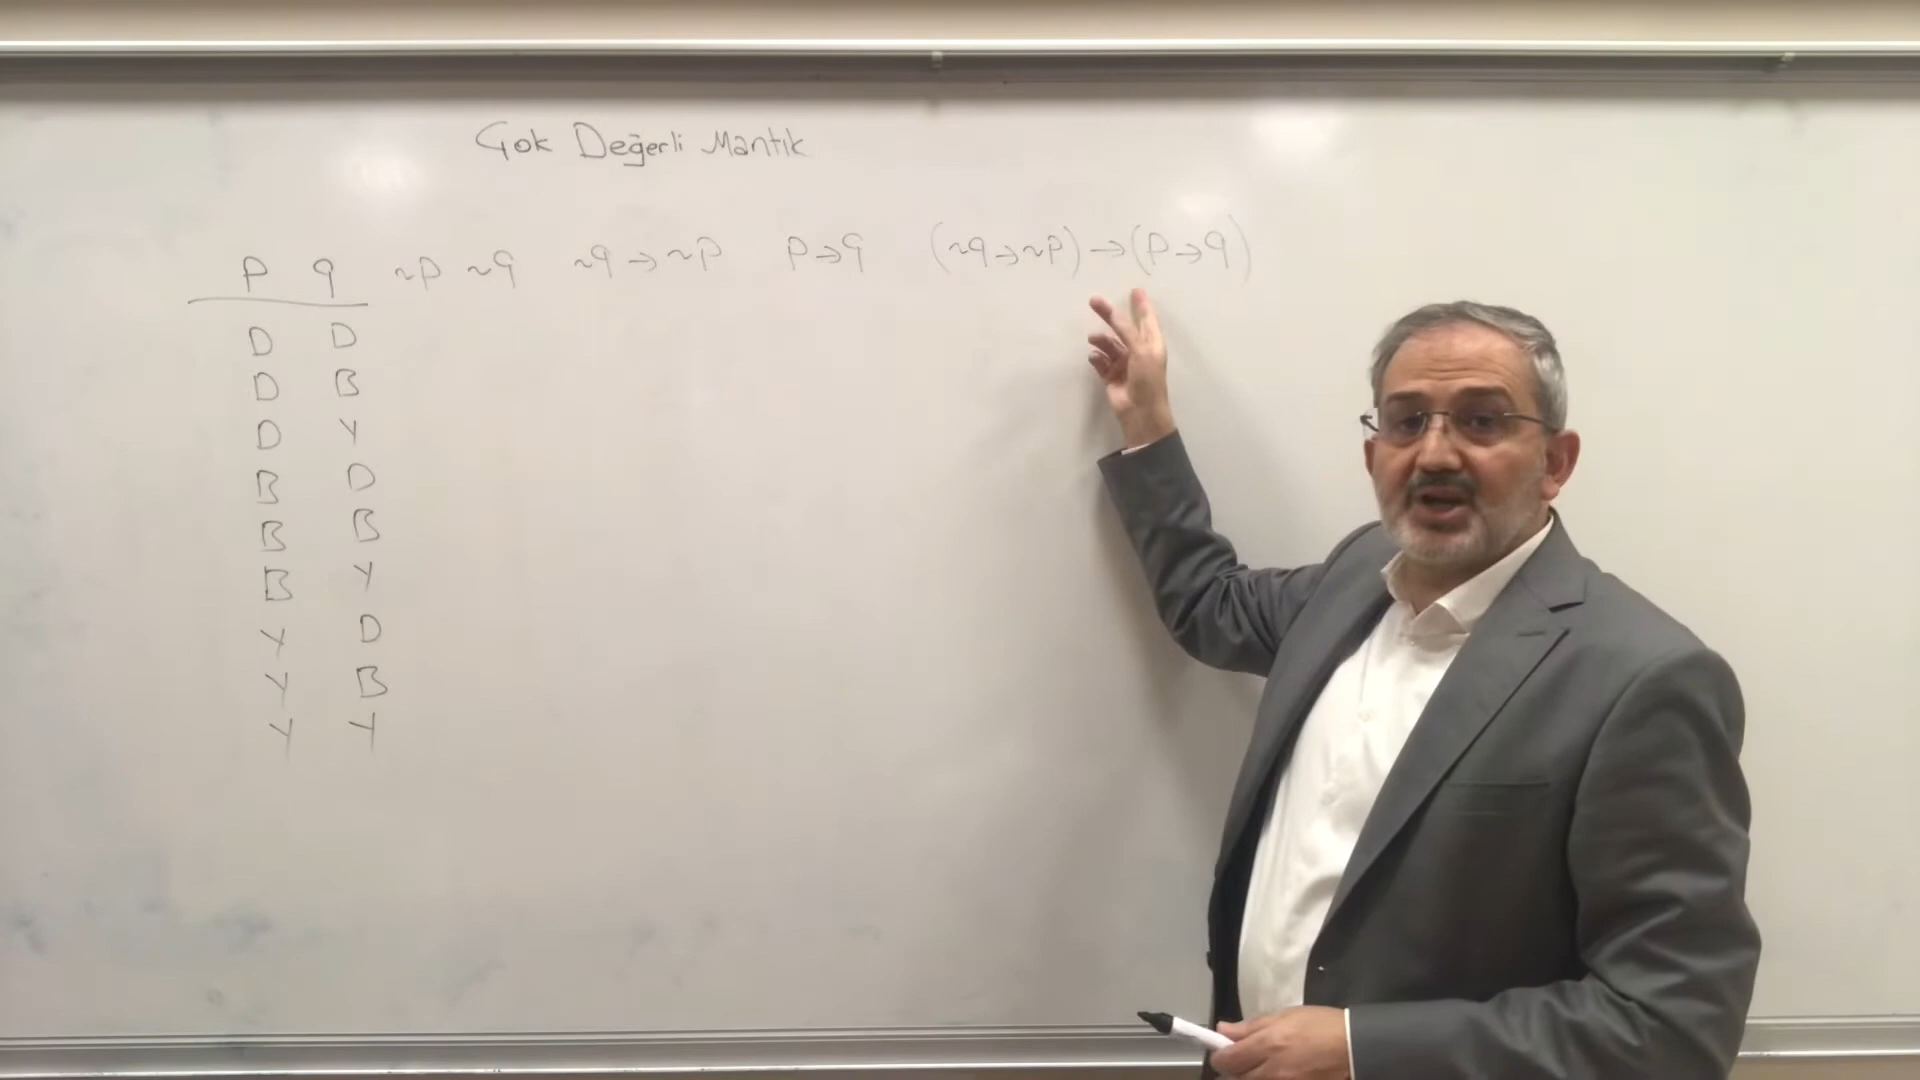 Çok Değerli Mantık
p q ~p ~q ~q→~p p→q (~q→~p)→(p→q)
D D
D B
D Y
B D
B B
B Y
Y D
Y B
Y Y